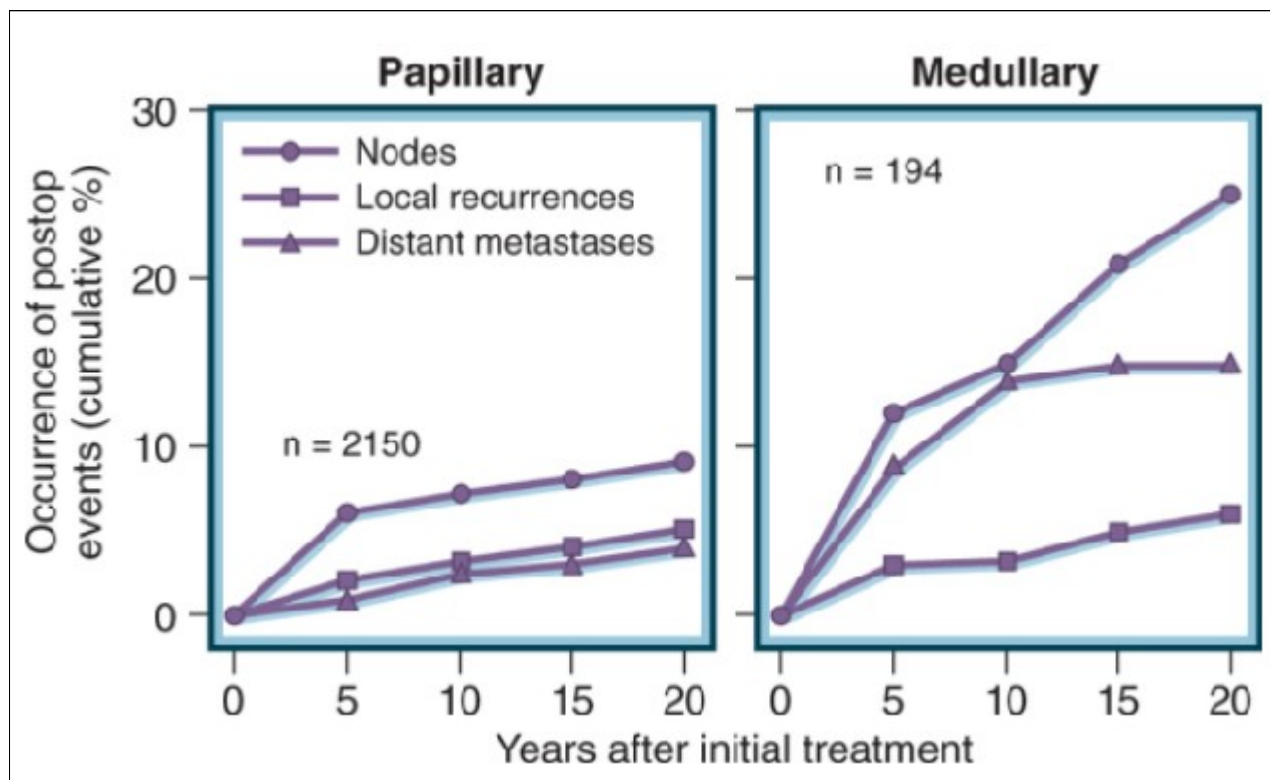 Papillary
Medullary
Occurrence of postop
events (cumulative %)
30
20
10
0
Nodes
Local recurrences
Distant metastases
n = 2150
n = 194
0 5 10 15 20
0 5 10 15 20
Years after initial treatment